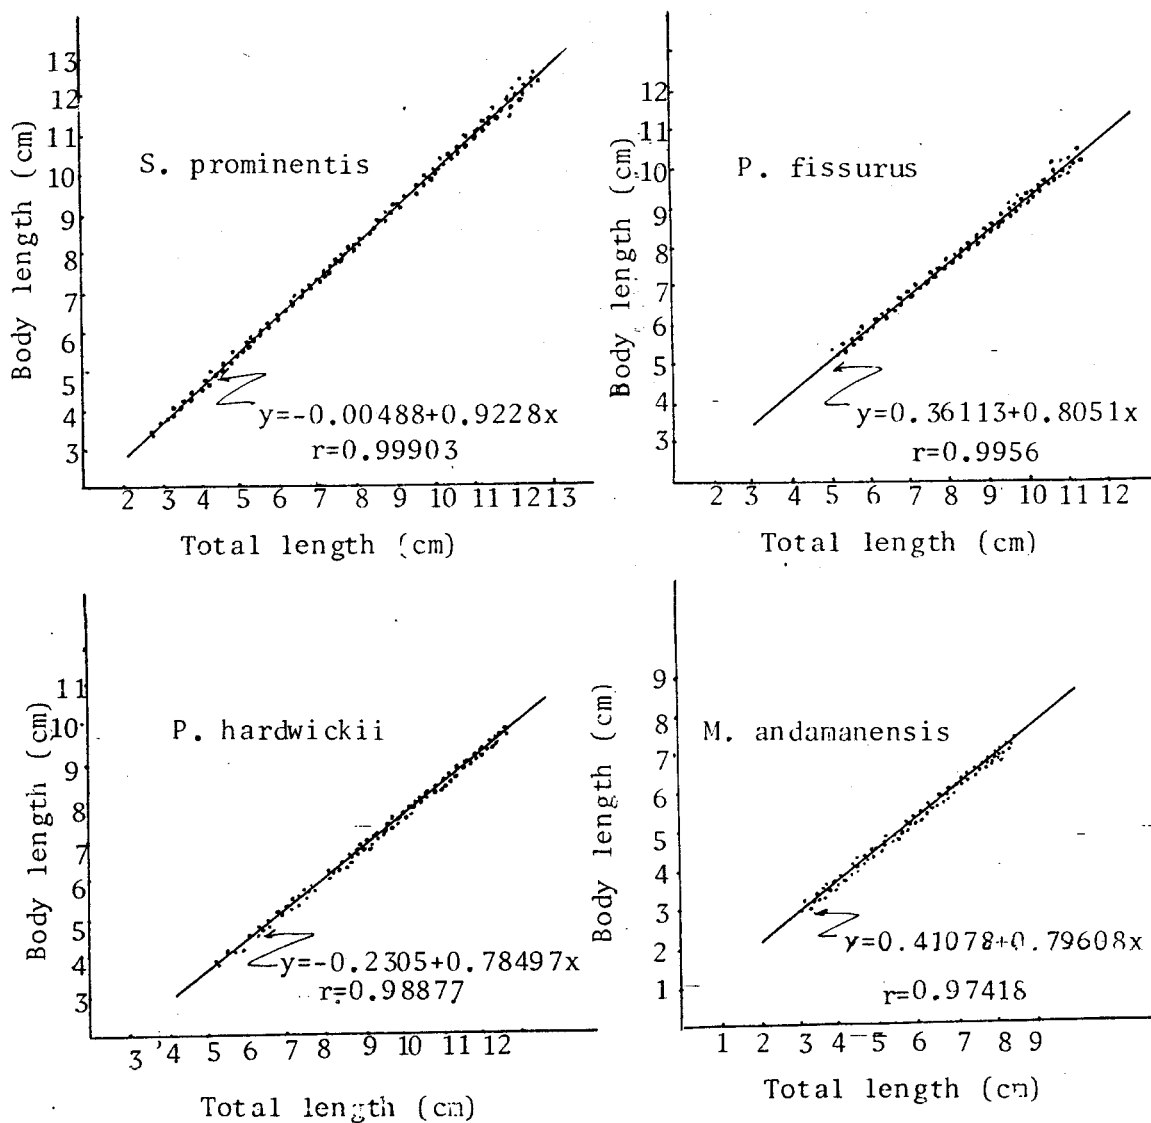 13
12
11
10
9
8
7
6
5
4
3
Body length (cm)
S. prominentis
y=-0.00488+0.9228x
r=0.99903
2 3 4 5 6 7 8 9 10 11 12 13
Total length (cm)
12
11
10
9
8
7
6
5
4
3
Body length (cm)
P. fissurus
y=0.36113+0.8051x
r=0.9956
2 3 4 5 6 7 8 9 10 11 12
Total length (cm)
11
10
9
8
7
6
5
4
3
Body length (cm)
P. hardwickii
y=-0.2305+0.78497x
r=0.98877
3 4 5 6 7 8 9 10 11 12
Total length (cm)
9
8
7
6
5
4
3
2
1
Body length (cm)
M. andamanensis
y=0.41078+0.79608x
r=0.97418
1 2 3 4 5 6 7 8 9
Total length (cm)